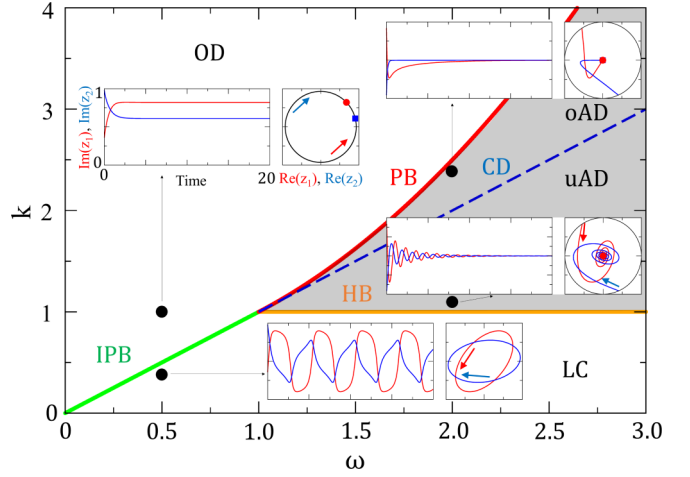 4
OD
1
Im(z₁), Im(z₂)
0
0
Time
20
Re(z₁), Re(z₂)
oAD
3
PB
CD
uAD
k
2
HB
1
IPB
LC
0
0
0.5
1.0
1.5
2.0
2.5
3.0
ω